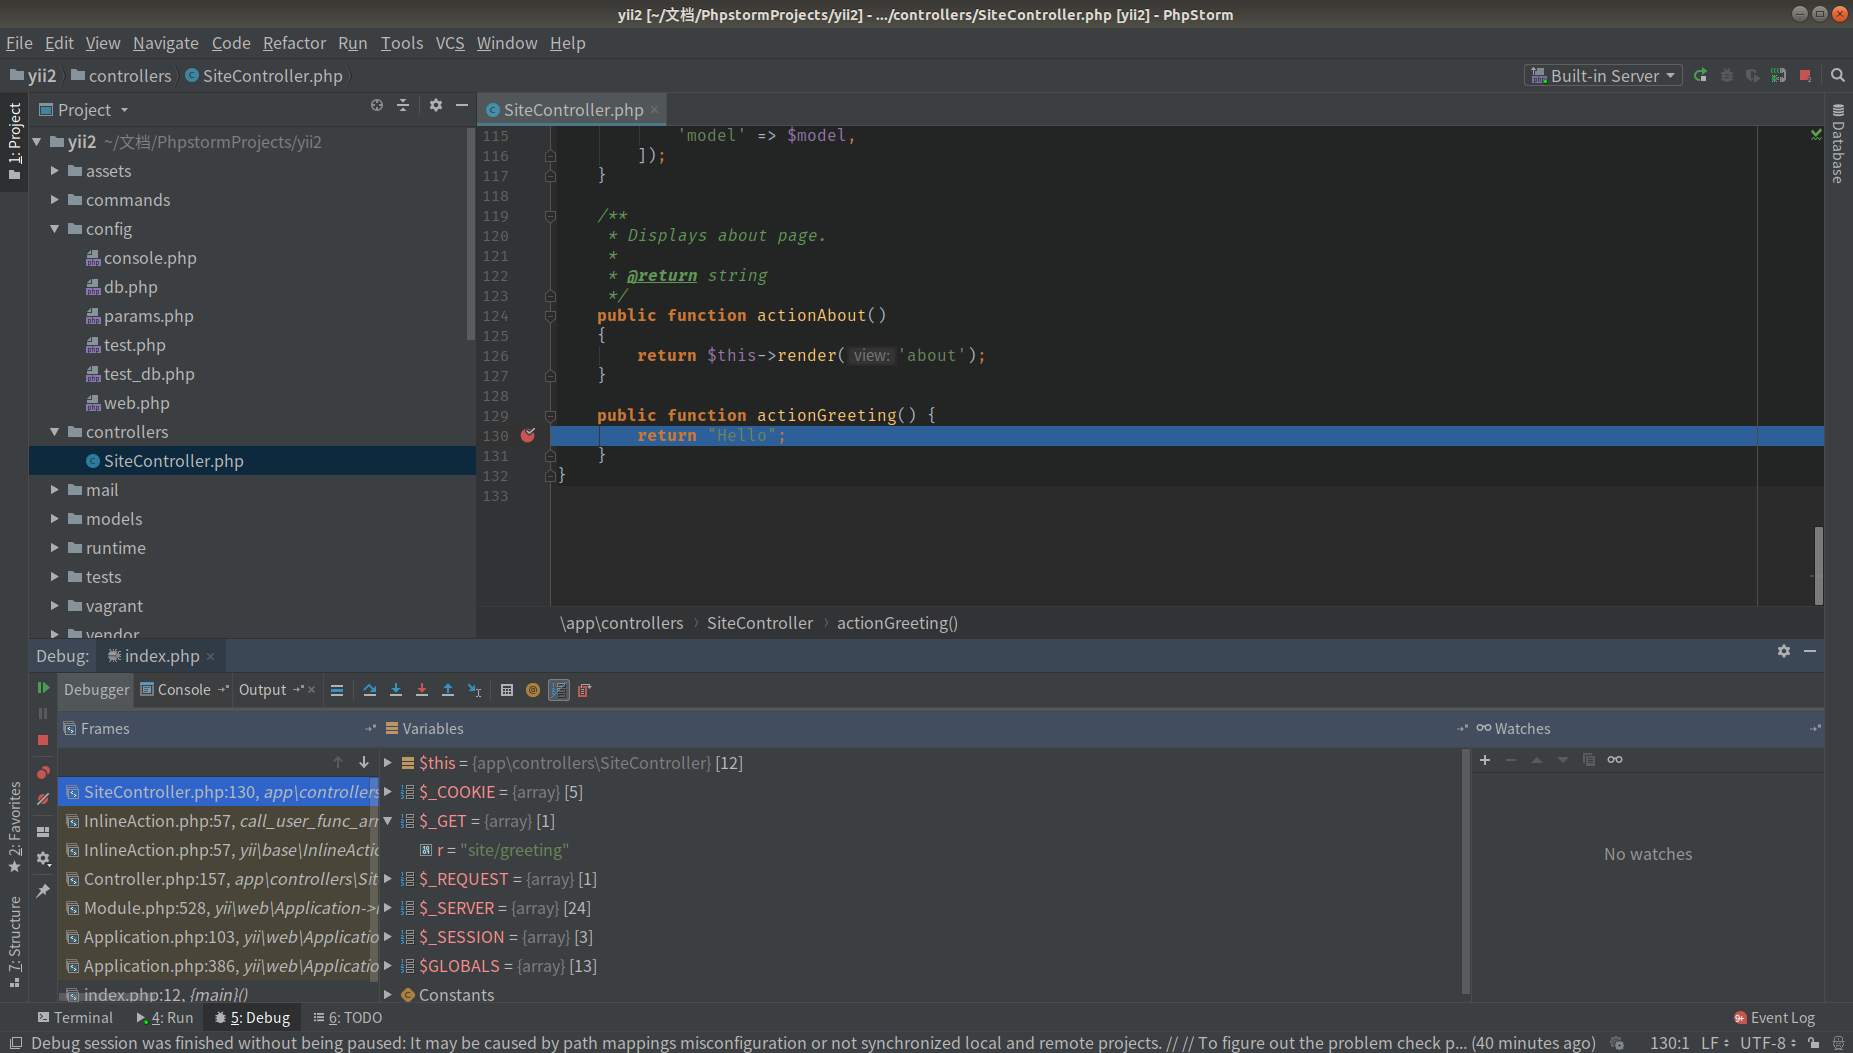 yii2 [~/文档/PhpstormProjects/yii2] - .../controllers/SiteController.php [yii2] - PhpStorm
File Edit View Navigate Code Refactor Run Tools VCS Window Help
yii2 controllers SiteController.php
Built-in Server
Project
SiteController.php
1: Project
Database
yii2 ~/文档/PhpstormProjects/yii2
assets
commands
config
console.php
db.php
params.php
test.php
test_db.php
web.php
controllers
SiteController.php
mail
models
runtime
tests
vagrant
vendor
115 'model' => $model,
116 ]);
117 }
118
119 /**
120 * Displays about page.
121 *
122 * @return string
123 */
124 public function actionAbout()
125 {
126 return $this->render( view: 'about');
127 }
128
129 public function actionGreeting() {
130 return "Hello";
131 }
132 }
133
\app\controllers › SiteController › actionGreeting()
Debug: index.php
Debugger Console Output
Frames
Variables
Watches
SiteController.php:130, app\controllers
InlineAction.php:57, call_user_func_arr
InlineAction.php:57, yii\base\InlineActio
Controller.php:157, app\controllers\Sit
Module.php:528, yii\web\Application->
Application.php:103, yii\web\Applicatio
Application.php:386, yii\web\Applicatio
index.php:12, {main}()
$this = {app\controllers\SiteController} [12]
$_COOKIE = {array} [5]
$_GET = {array} [1]
r = "site/greeting"
$_REQUEST = {array} [1]
$_SERVER = {array} [24]
$_SESSION = {array} [3]
$GLOBALS = {array} [13]
Constants
No watches
2: Favorites
7: Structure
Terminal 4: Run 5: Debug 6: TODO
9+ Event Log
Debug session was finished without being paused: It may be caused by path mappings misconfiguration or not synchronized local and remote projects. // // To figure out the problem check p... (40 minutes ago)
130:1 LF UTF-8